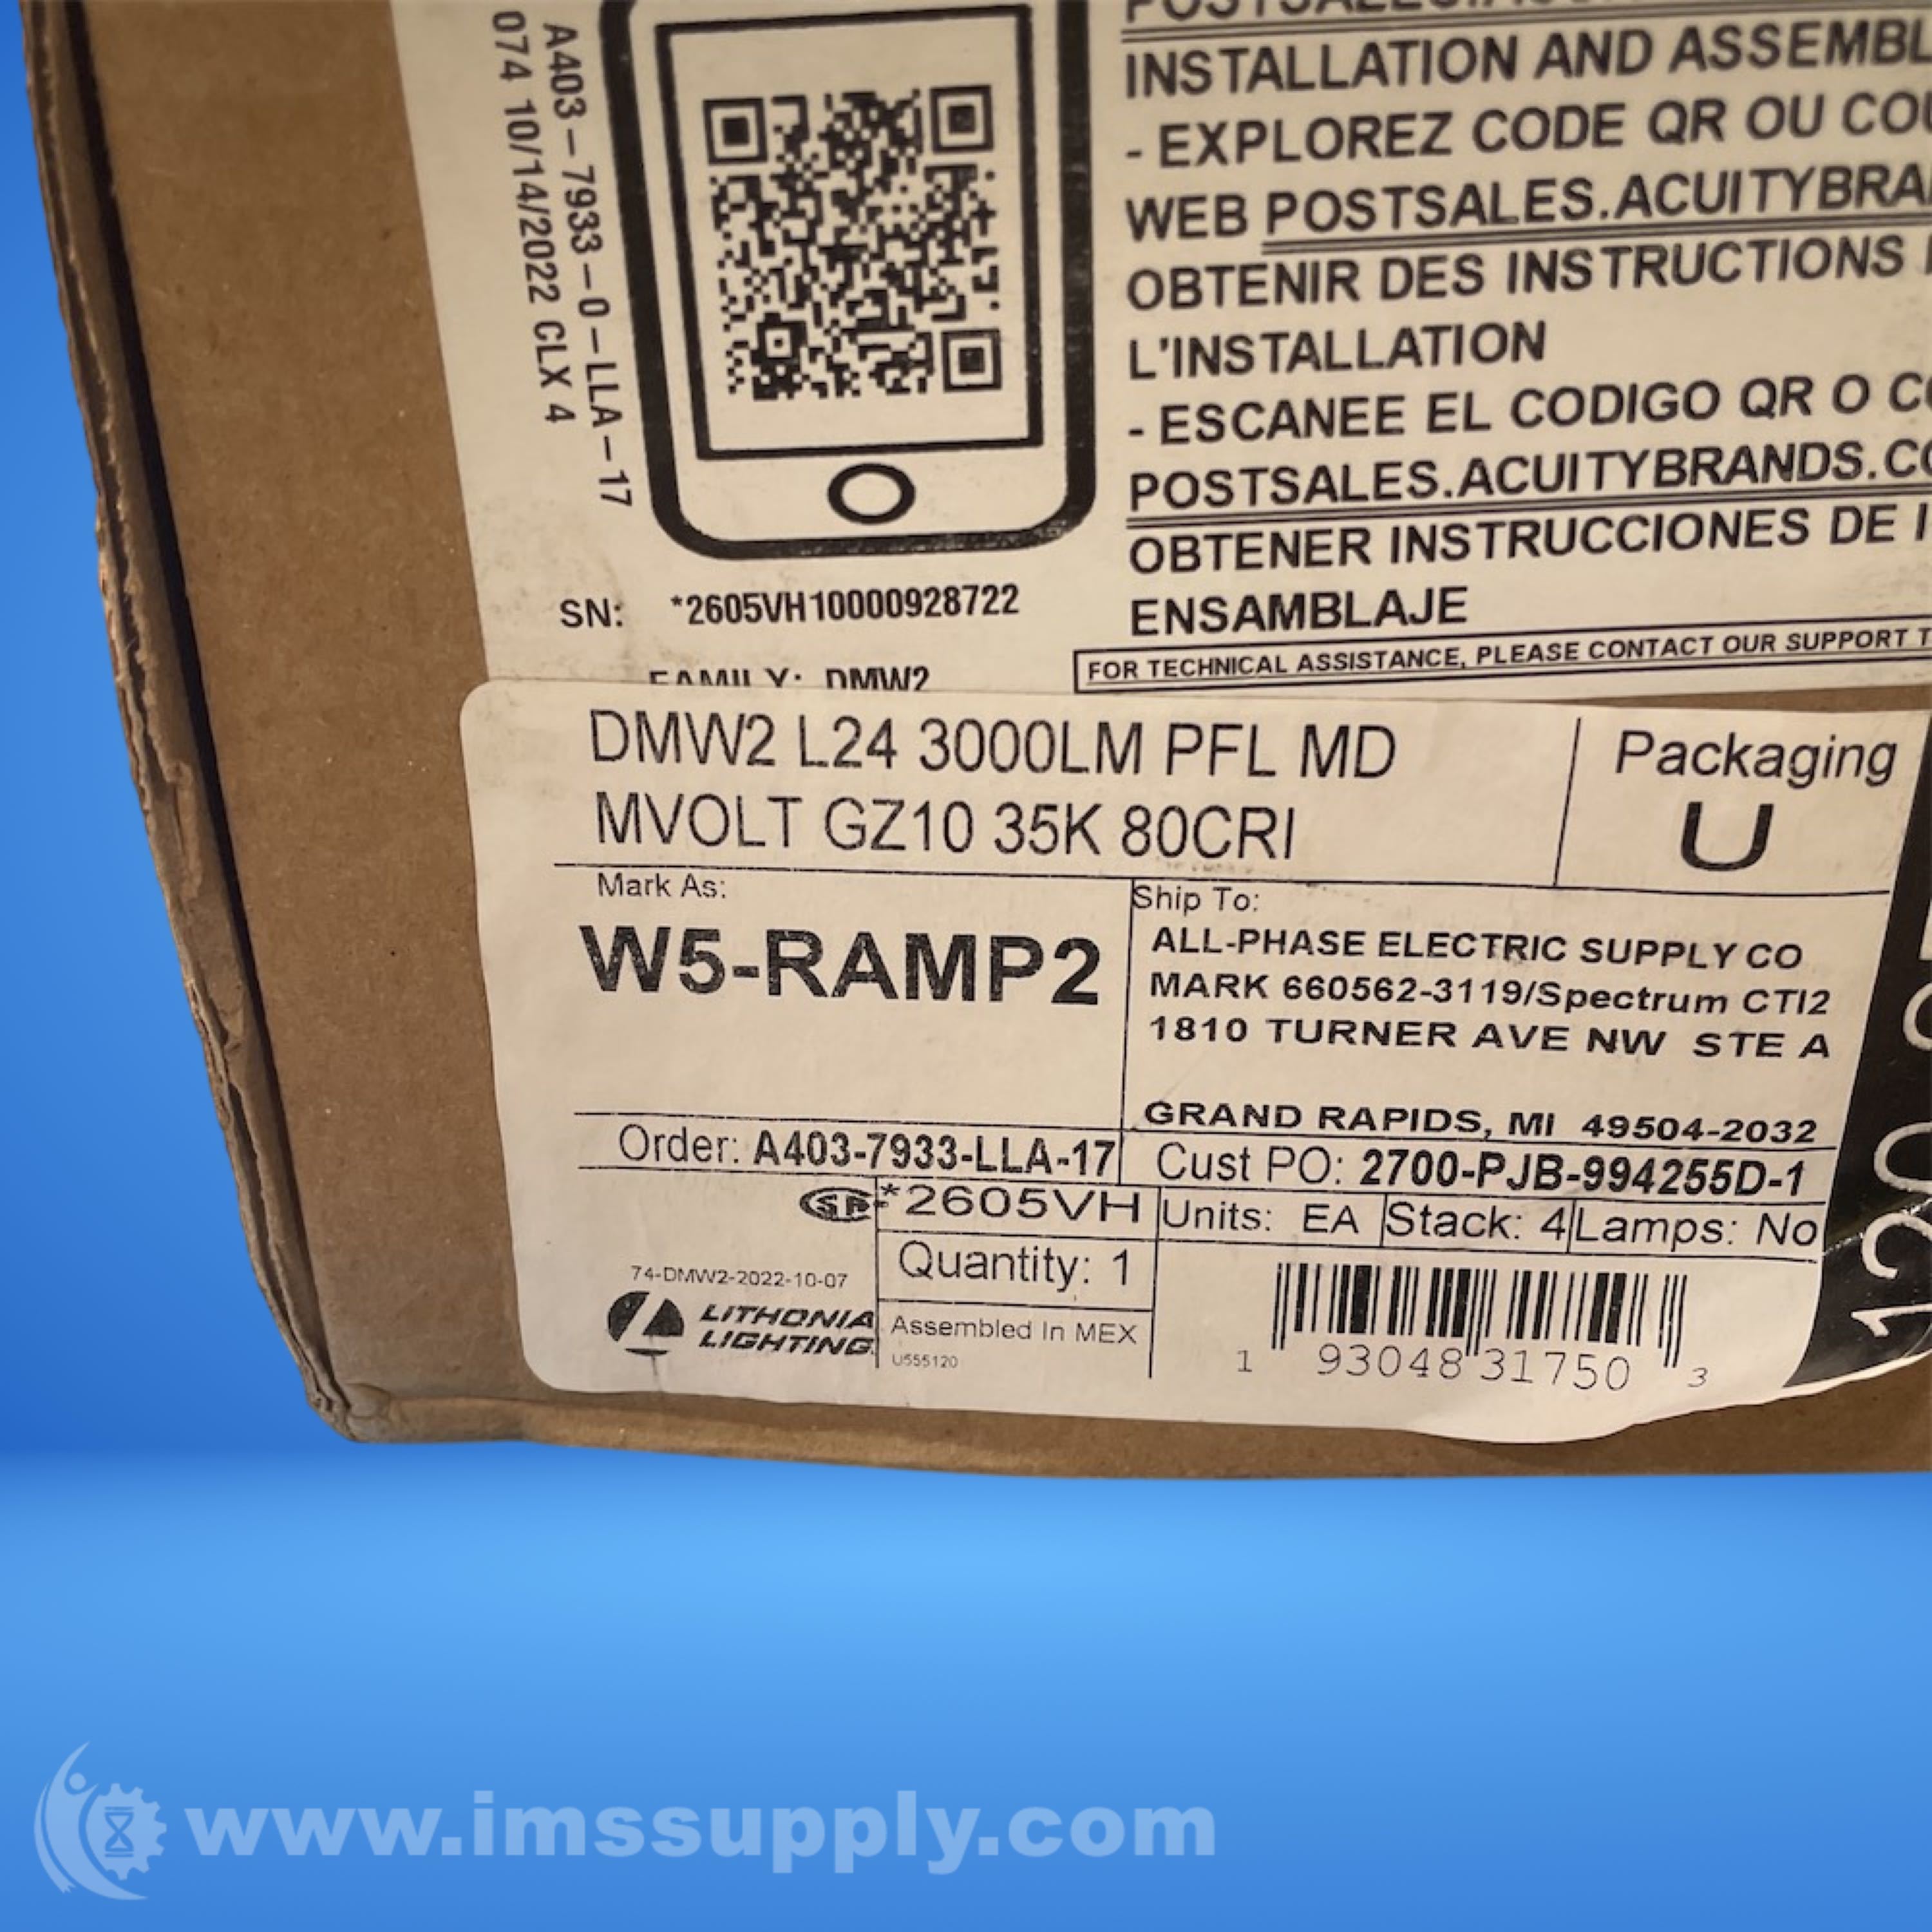 A403-7933-0-LLA-17
074 10/14/2022 CLX 4
INSTALLATION AND ASSEMBL
- EXPLOREZ CODE QR OU
WEB POSTSALES.ACUITYBRA
OBTENIR DES INSTRUCTIONS
L'INSTALLATION
- ESCANEE EL CODIGO QR O
POSTSALES.ACUITYBRANDS.C
OBTENER INSTRUCCIONES DE I
ENSAMBLAJE
SN: *2605VH10000928722
FAMILY: DMW2
FOR TECHNICAL ASSISTANCE, PLEASE CONTACT OUR SUPPORT T
DMW2 L24 3000LM PFL MD
MVOLT GZ10 35K 80CRI
Packaging
U
Mark As:
W5-RAMP2
Ship To:
ALL-PHASE ELECTRIC SUPPLY CO
MARK 660562-3119/Spectrum CTI2
1810 TURNER AVE NW STE A
GRAND RAPIDS, MI 49504-2032
Order: A403-7933-LLA-17
Cust PO: 2700-PJB-994255D-1
*2605VH
Units: EA
Stack: 4
Lamps: No
Quantity: 1
74-DMW2-2022-10-07
LITHONIA
LIGHTING
Assembled In MEX
U555120
1 93048 31750 3
www.imssupply.com